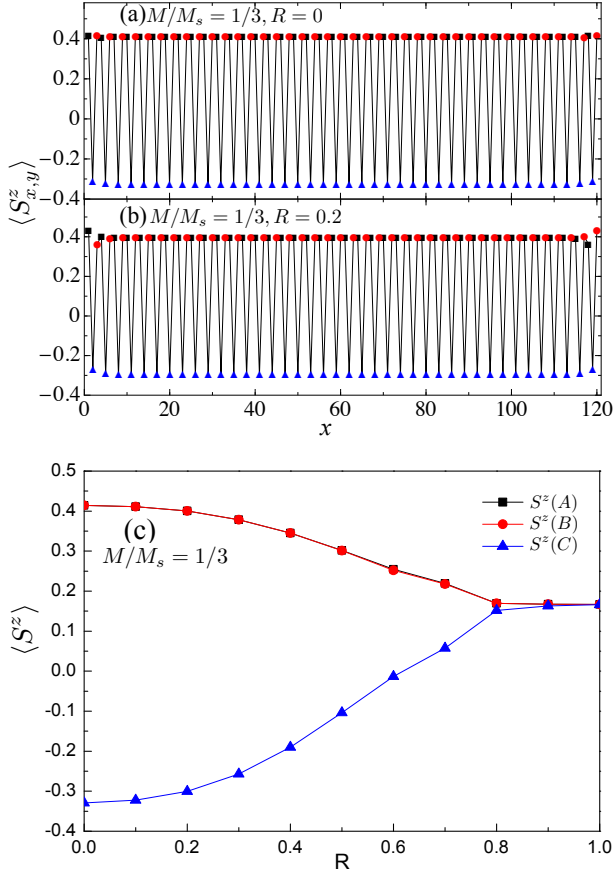 (a) M/M_s = 1/3, R = 0
0.4
0.2
0
−0.2
−0.4
⟨S^z_{x,y}⟩
(b) M/M_s = 1/3, R = 0.2
0.4
0.2
0
−0.2
−0.4
0 20 40 60 80 100 120
x
0.5
0.4
0.3
0.2
0.1
0.0
-0.1
-0.2
-0.3
-0.4
⟨S^z⟩
(c)
M/M_s = 1/3
S^z(A)
S^z(B)
S^z(C)
0.0 0.2 0.4 0.6 0.8 1.0
R